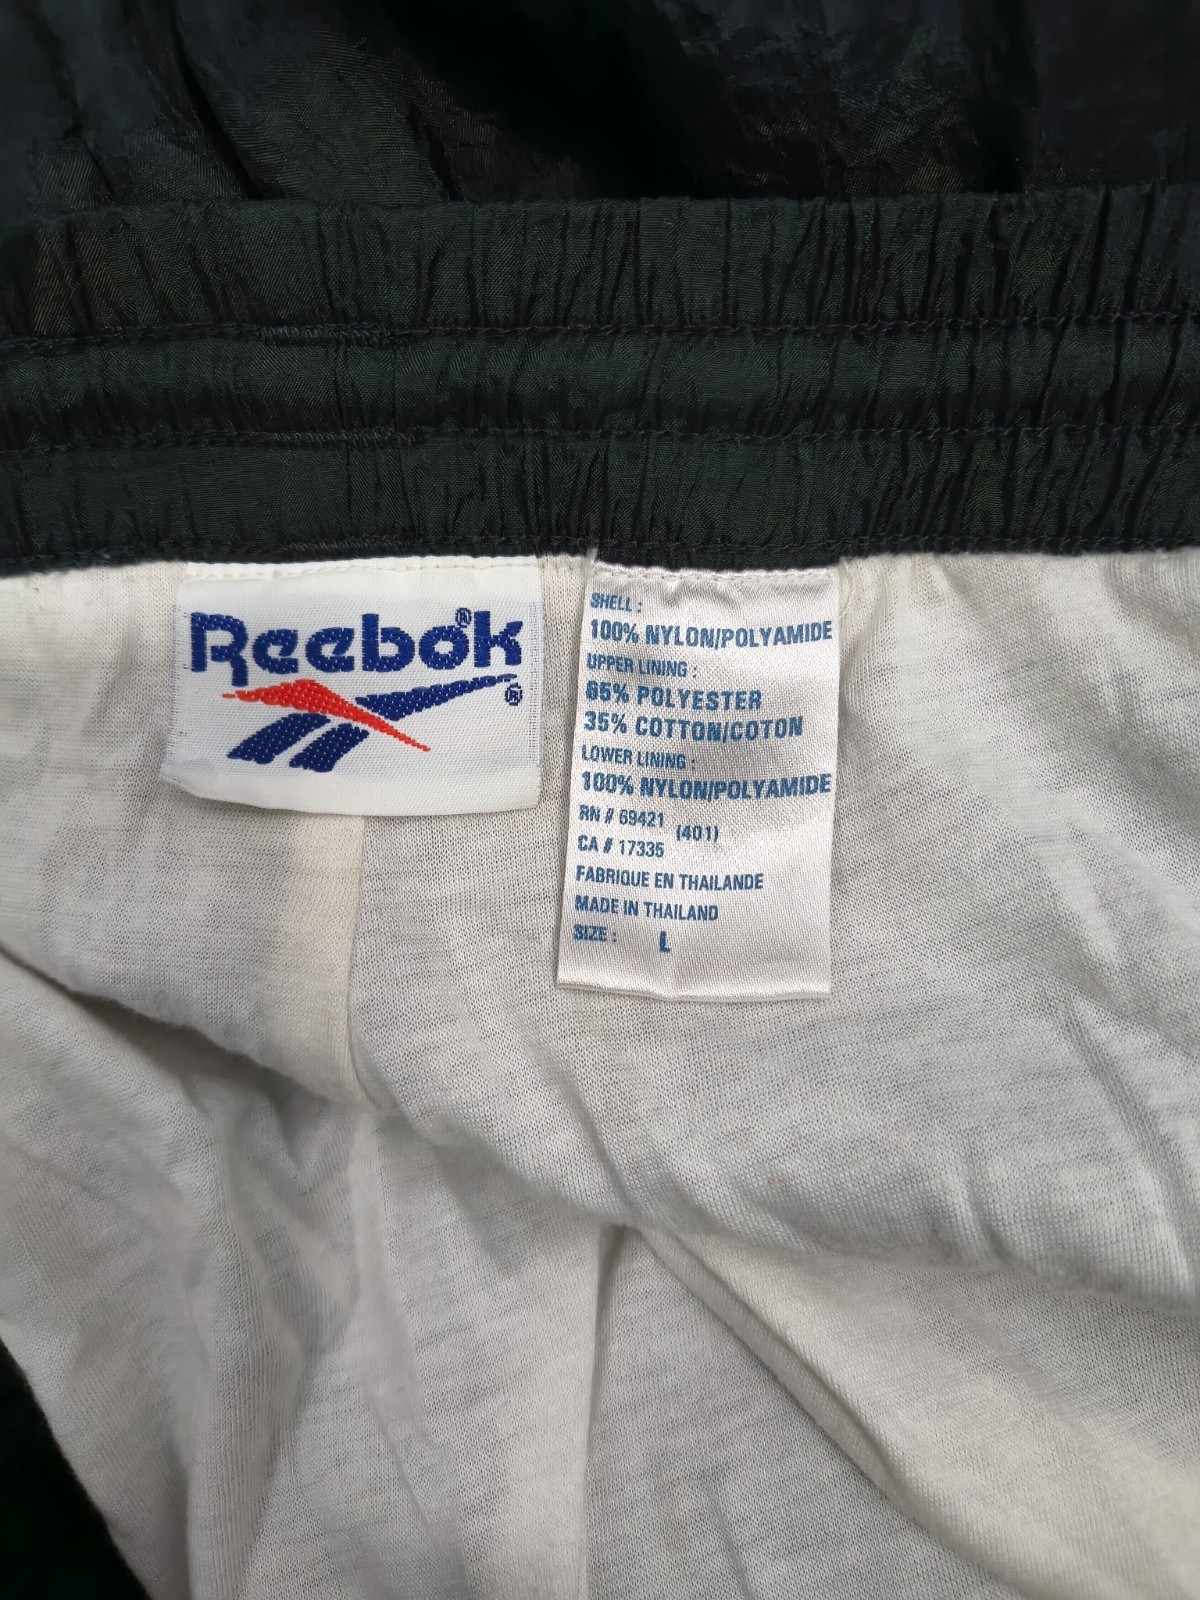 Reebok®
®
SHELL :
100% NYLON/POLYAMIDE
UPPER LINING :
65% POLYESTER
35% COTTON/COTON
LOWER LINING :
100% NYLON/POLYAMIDE
RN # 69421 (401)
CA # 17335
FABRIQUE EN THAILANDE
MADE IN THAILAND
SIZE : L